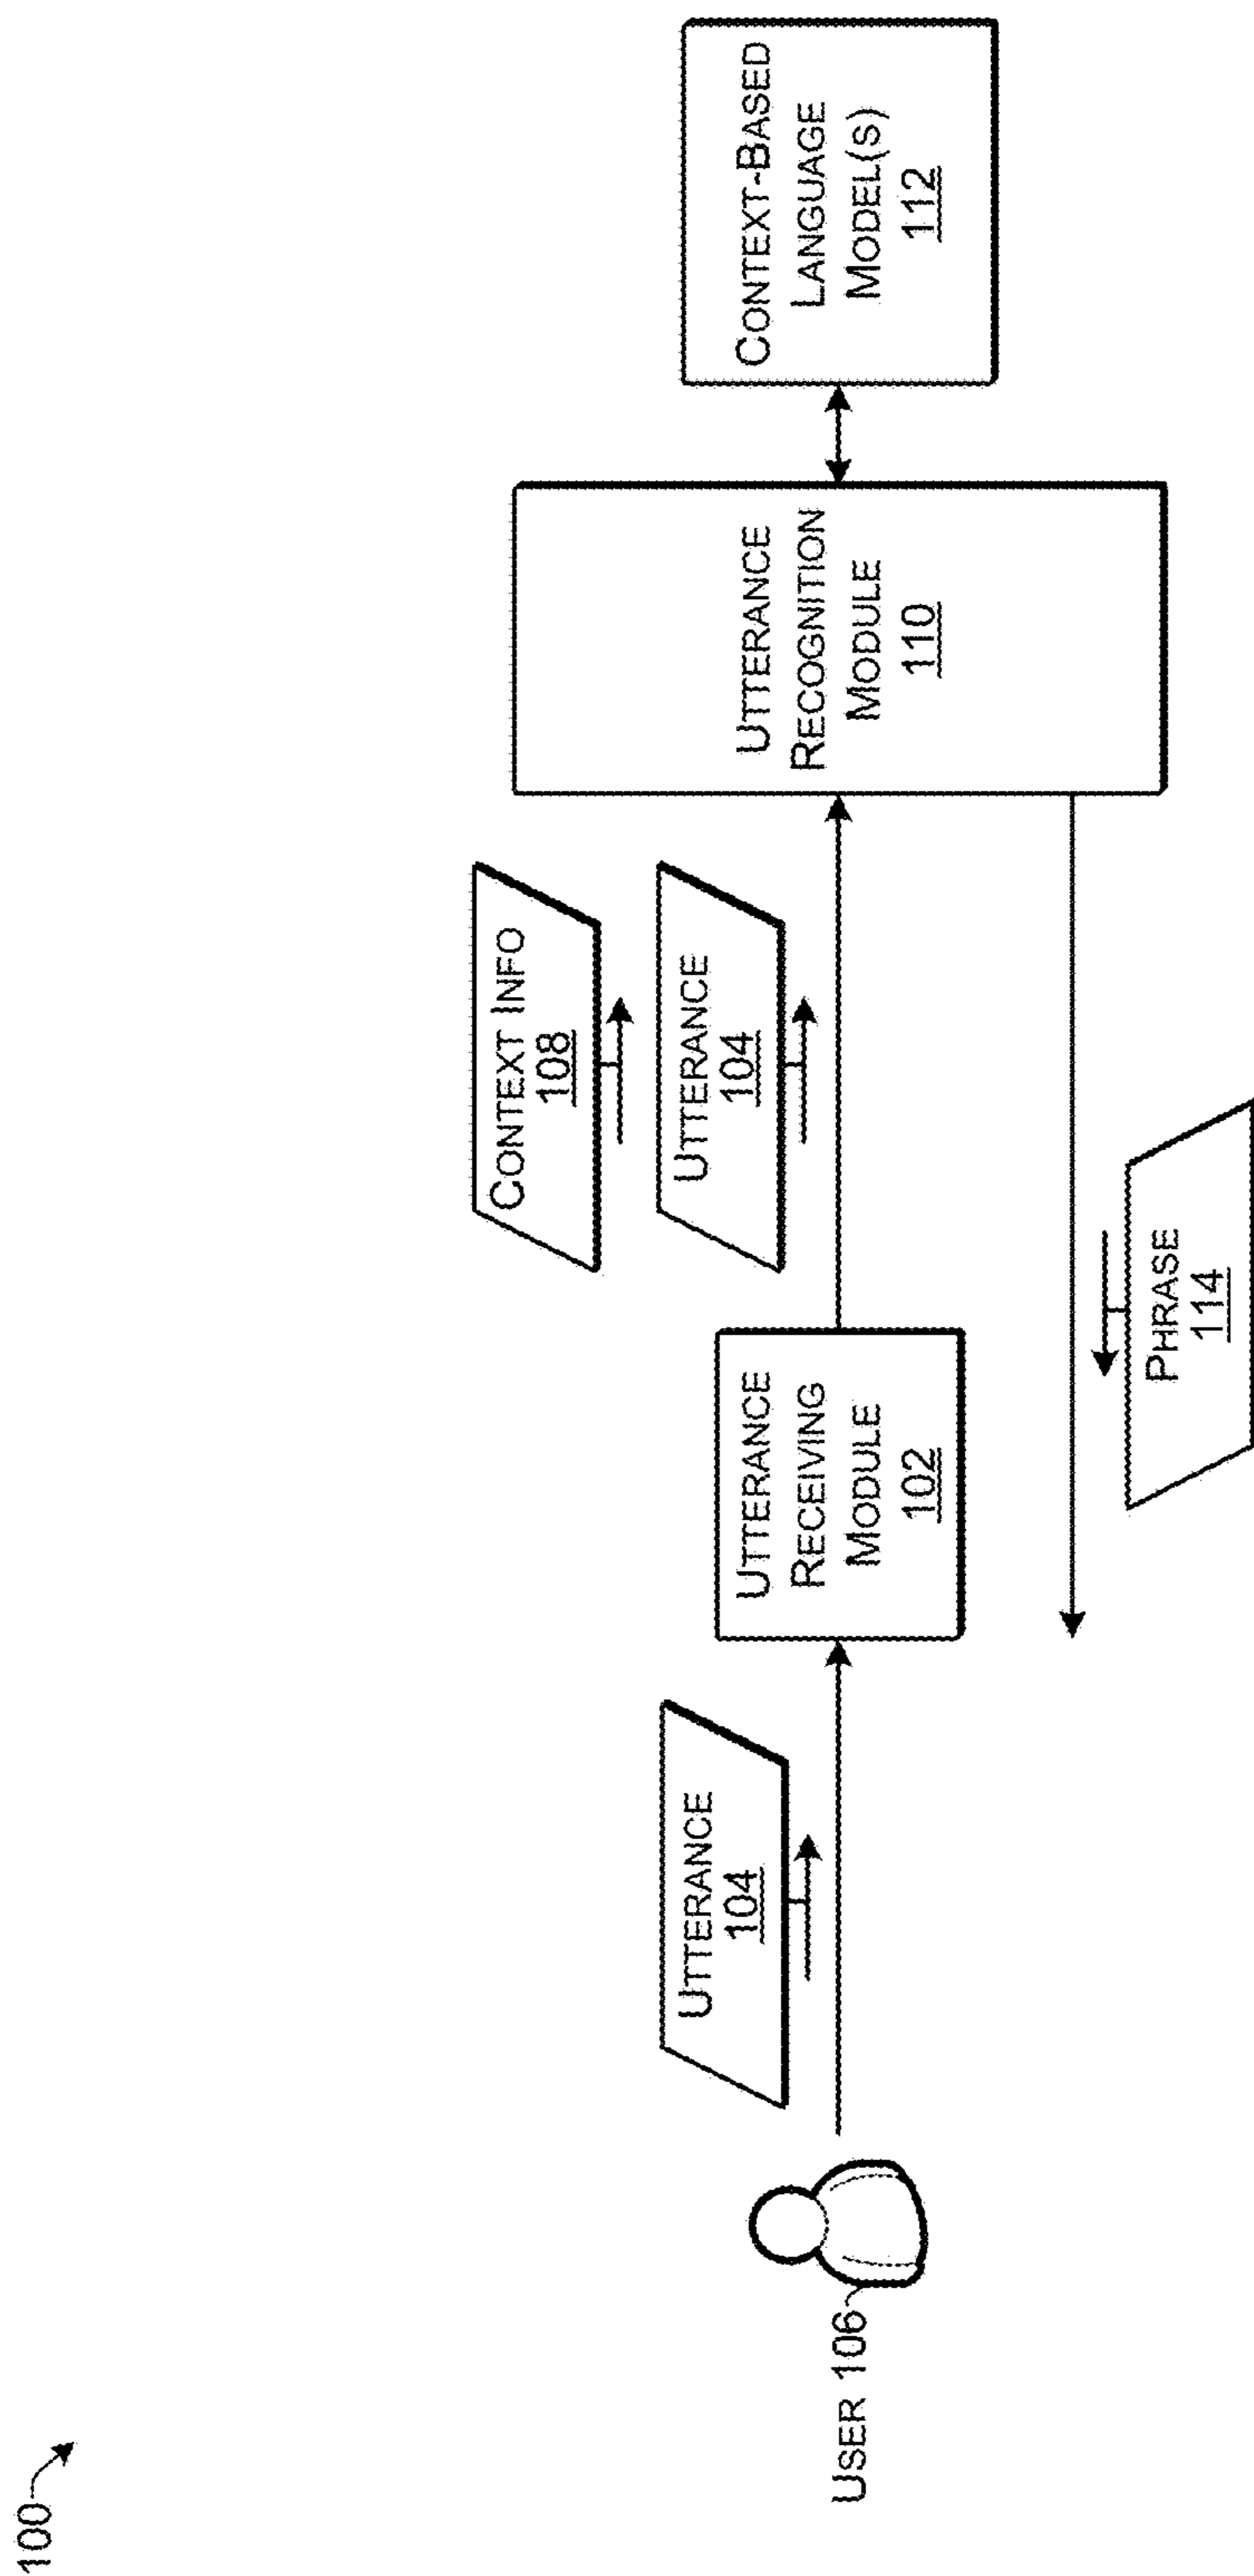 100
USER 106
UTTERANCE
104
UTTERANCE
RECEIVING
MODULE
102
CONTEXT INFO
108
UTTERANCE
104
PHRASE
114
UTTERANCE
RECOGNITION
MODULE
110
CONTEXT-BASED
LANGUAGE
MODEL(S)
112